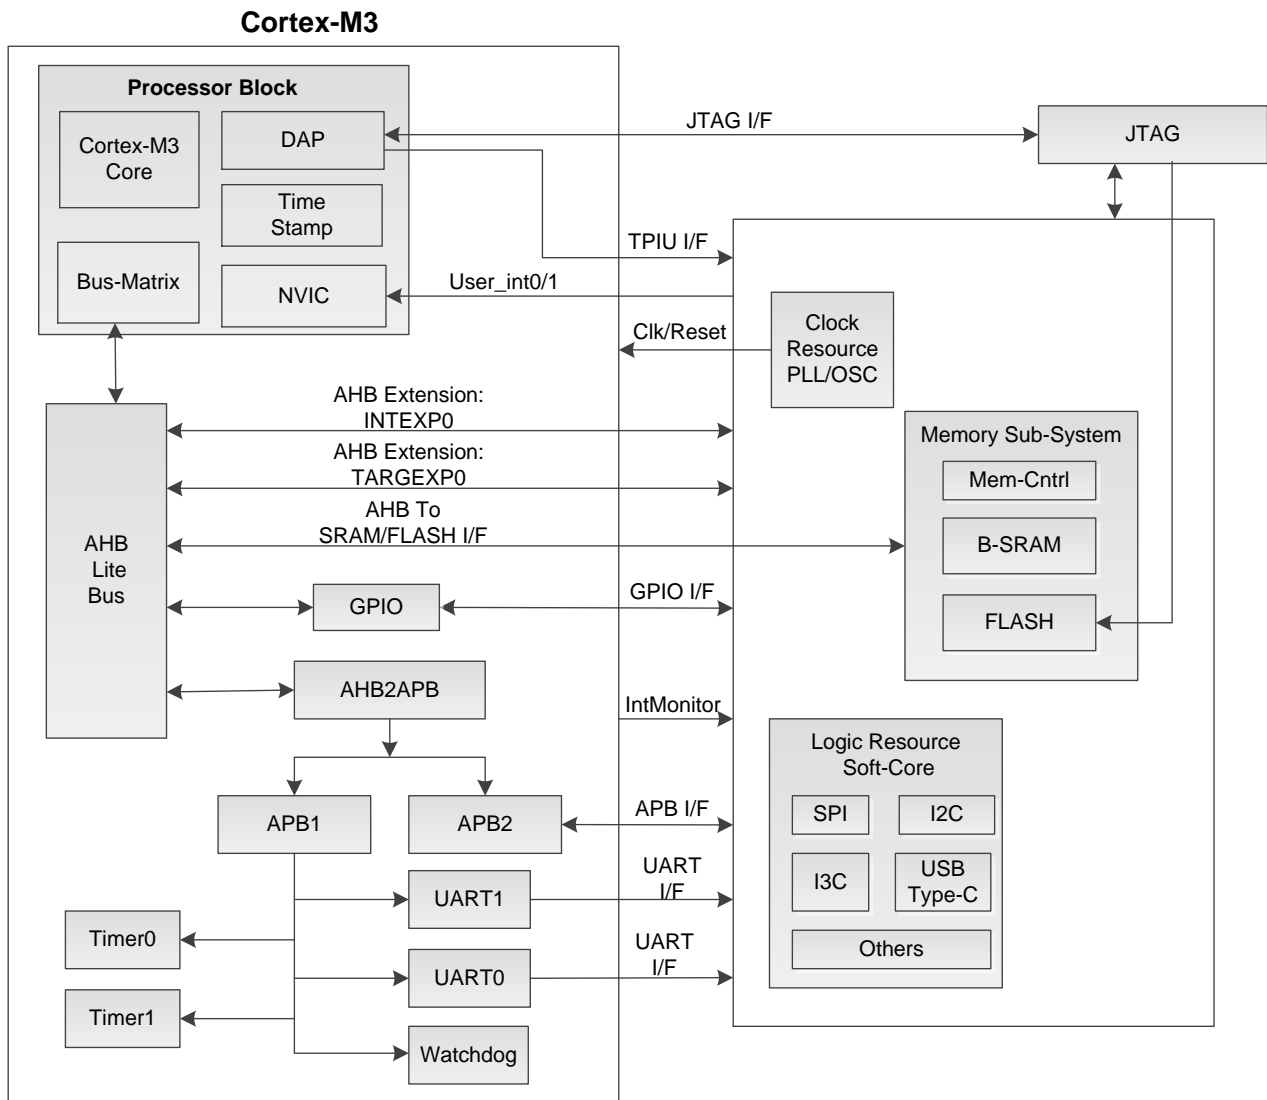 Cortex-M3
Processor Block
Cortex-M3
Core
DAP
Time
Stamp
Bus-Matrix
NVIC
JTAG I/F
JTAG
TPIU I/F
User_int0/1
Clk/Reset
Clock
Resource
PLL/OSC
AHB Extension:
INTEXP0
AHB Extension:
TARGEXP0
AHB To
SRAM/FLASH I/F
AHB
Lite
Bus
GPIO
GPIO I/F
Memory Sub-System
Mem-Cntrl
B-SRAM
FLASH
AHB2APB
IntMonitor
APB1
APB2
APB I/F
UART
I/F
UART1
Timer0
UART
I/F
UART0
Timer1
Watchdog
Logic Resource
Soft-Core
SPI
I2C
I3C
USB
Type-C
Others